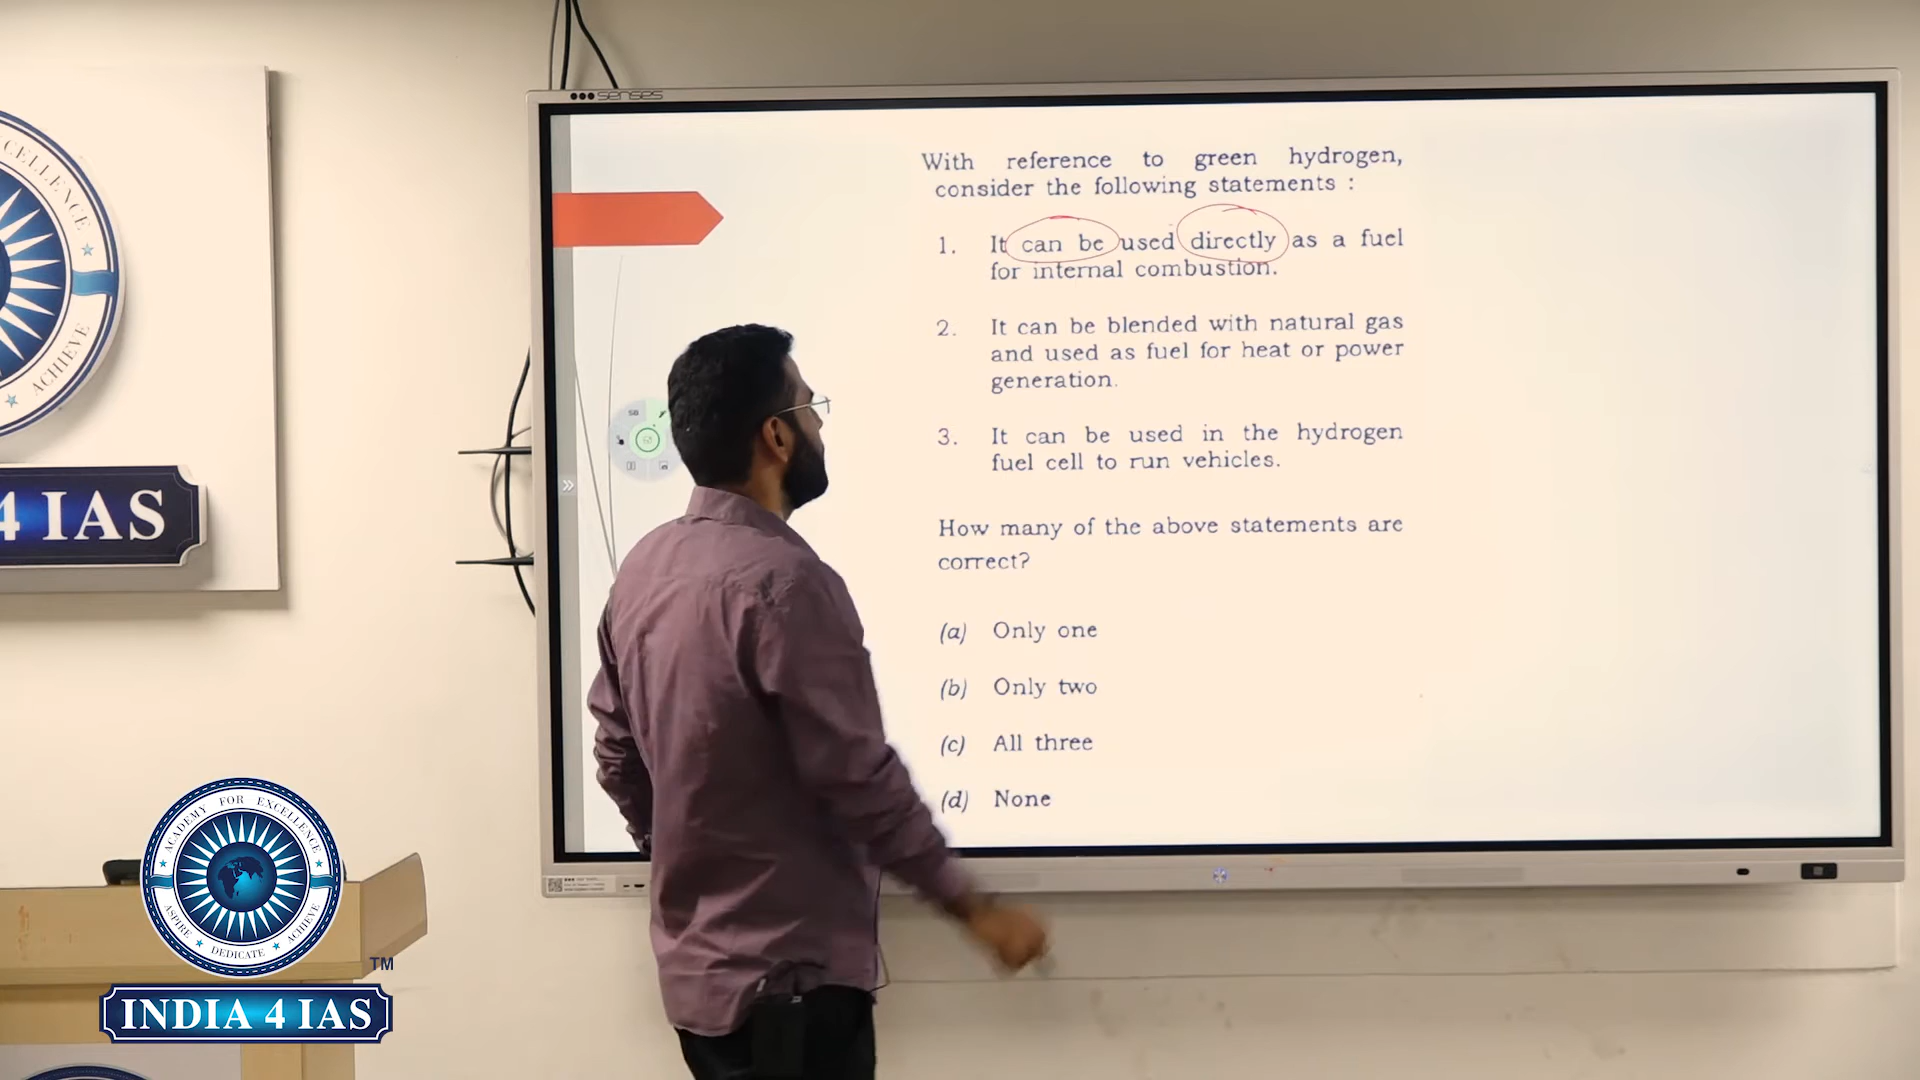 senses
With reference to green hydrogen,
consider the following statements :
1. It can be used directly as a fuel
for internal combustion.
2. It can be blended with natural gas
and used as fuel for heat or power
generation.
3. It can be used in the hydrogen
fuel cell to run vehicles.
How many of the above statements are
correct?
(a) Only one
(b) Only two
(c) All three
(d) None
SB
CELLENCE
ACHIEVE
4 IAS
ACADEMY FOR EXCELLENCE
ASPIRE DEDICATE ACHIEVE
TM
INDIA 4 IAS